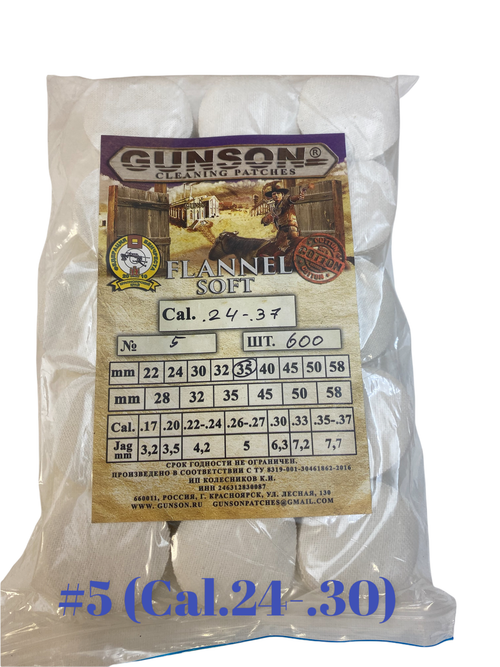 GUNSON®
CLEANING PATCHES
FLANNEL
SOFT
Cal. .24-.37
№ 5 ШТ. 600
mm 22 24 30 32 35 40 45 50 58
mm 28 32 35 45 50 58
Cal. .17 .20 .22-.24 .26-.27 .30 .33 .35-.37
Jag mm 3,2 3,5 4,2 5 6,3 7,2 7,7
СРОК ГОДНОСТИ НЕ ОГРАНИЧЕН.
ПРОИЗВЕДЕНО В СООТВЕТСТВИИ С ТУ 8319-001-30461862-2016
ИП КОЛЕСНИКОВ К.И.
ИНН 246312830087
660011, РОССИЯ, Г. КРАСНОЯРСК, УЛ. ЛЕСНАЯ, 130
WWW. GUNSON.RU GUNSONPATCHES@GMAIL.COM
#5 (Cal.24-.30)